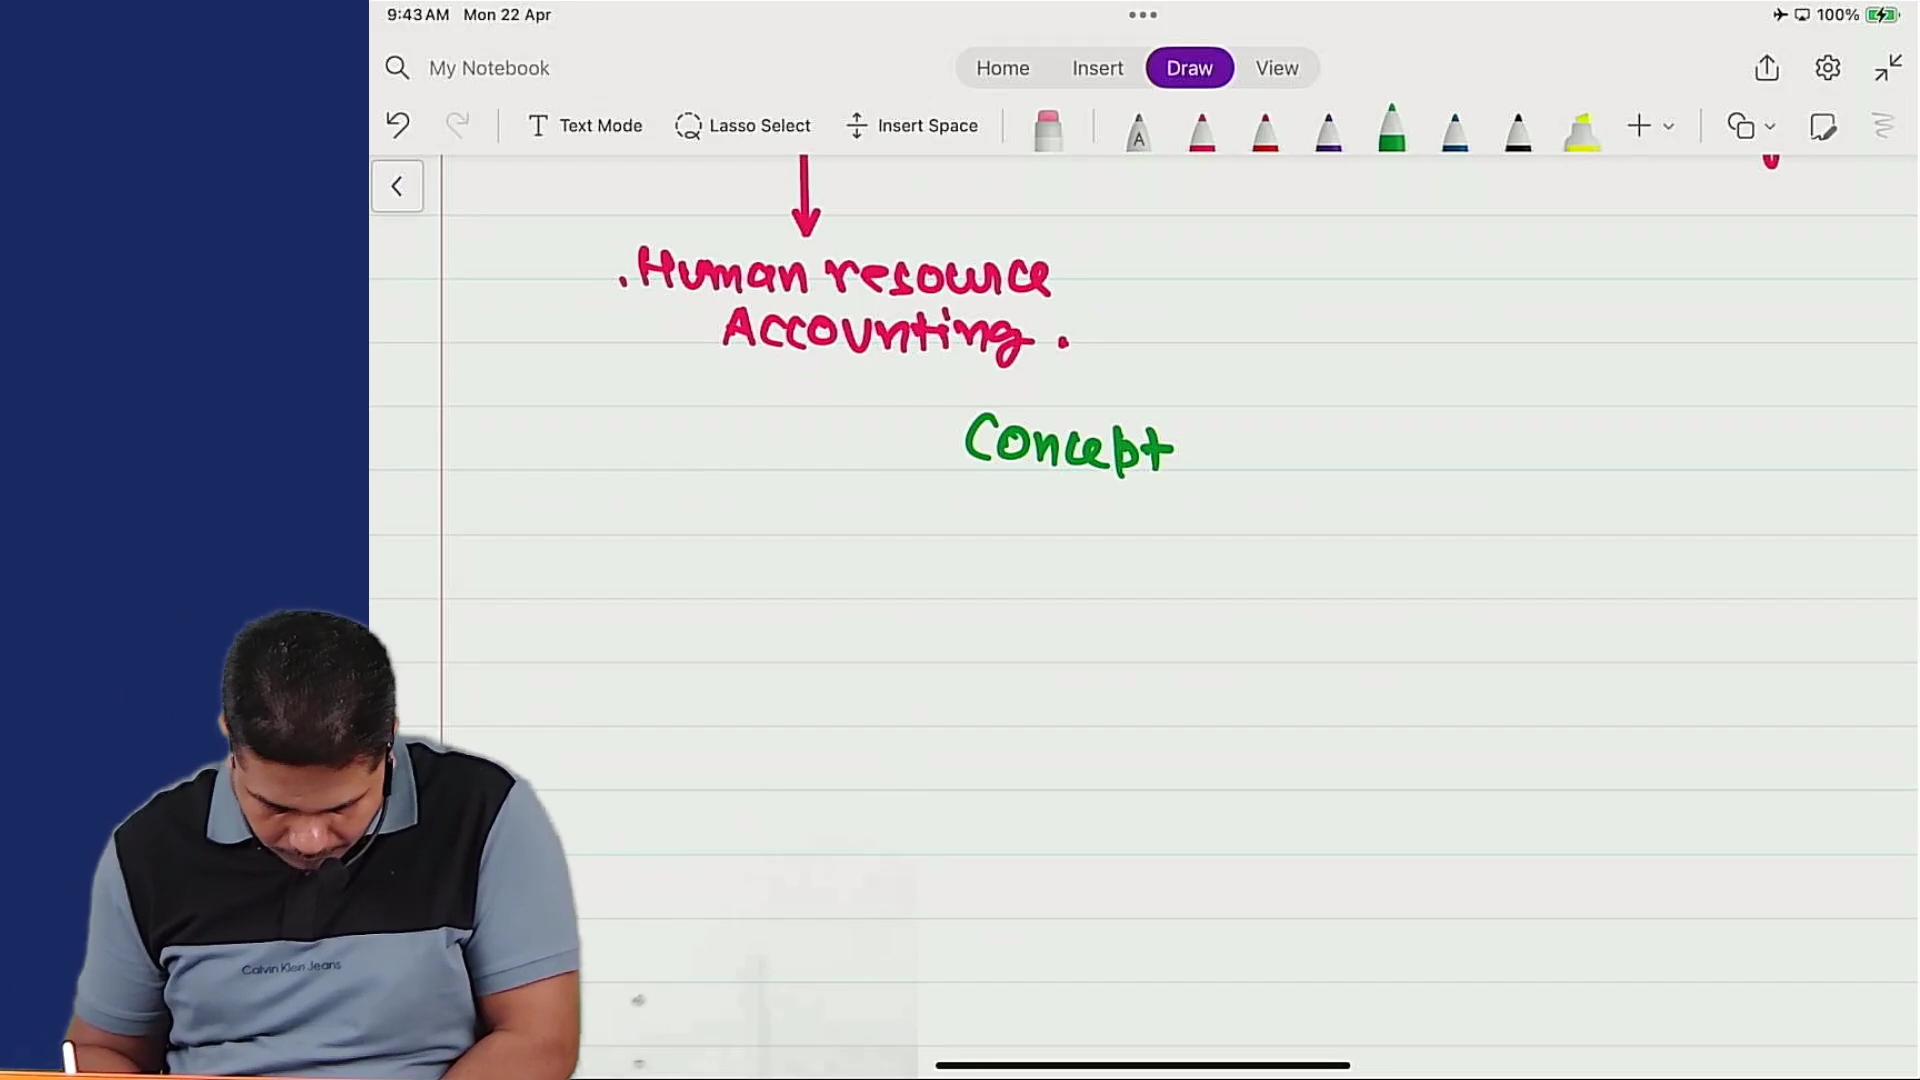 9:43 AM Mon 22 Apr
100%
My Notebook
Home Insert Draw View
Text Mode Lasso Select Insert Space
A
.Human resource
Accounting .
Concept
Calvin Klein Jeans